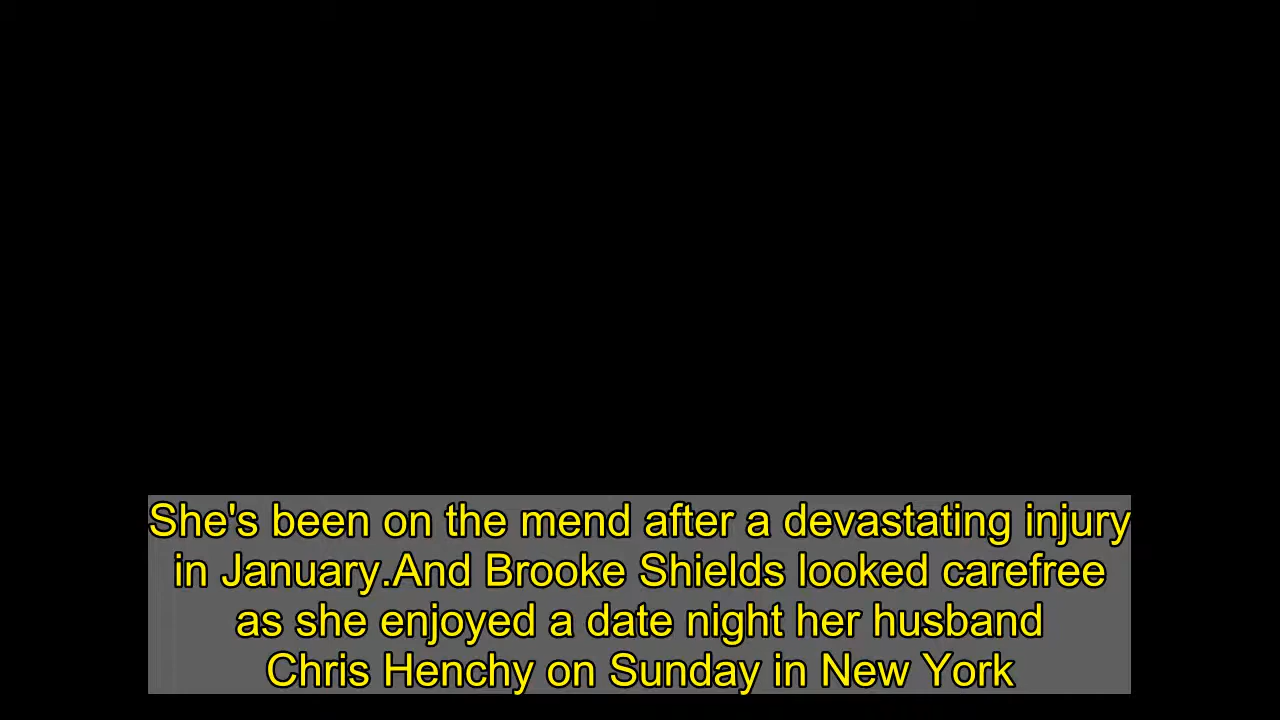 She's been on the mend after a devastating injury
in January.And Brooke Shields looked carefree
as she enjoyed a date night her husband
Chris Henchy on Sunday in New York